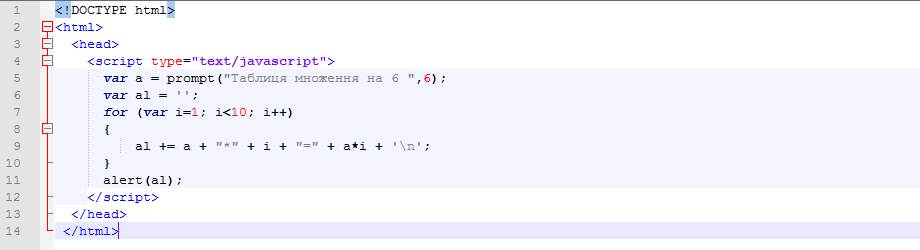 1 <!DOCTYPE html>
2 <html>
3 <head>
4 <script type="text/javascript">
5 var a = prompt("Таблиця множення на 6 ",6);
6 var al = '';
7 for (var i=1; i<10; i++)
8 {
9 al += a + "*" + i + "=" + a*i + '\n';
10 }
11 alert(al);
12 </script>
13 </head>
14 </html>